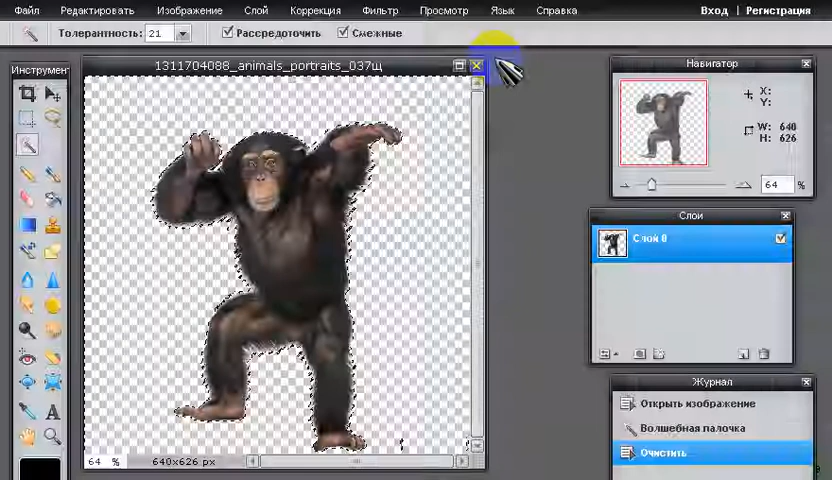 Файл Редактировать Изображение Слой Коррекция Фильтр Просмотр Язык Справка Вход | Регистрация
Толерантность: 21 Рассредоточить Смежные
Инструмент
1311704088_animals_portraits_037щ
Навигатор
X:
Y:
W: 640
H: 626
64 %
Слои
Слой 0
Журнал
Открыть изображение
Волшебная палочка
Очистить
64 % 640x626 px